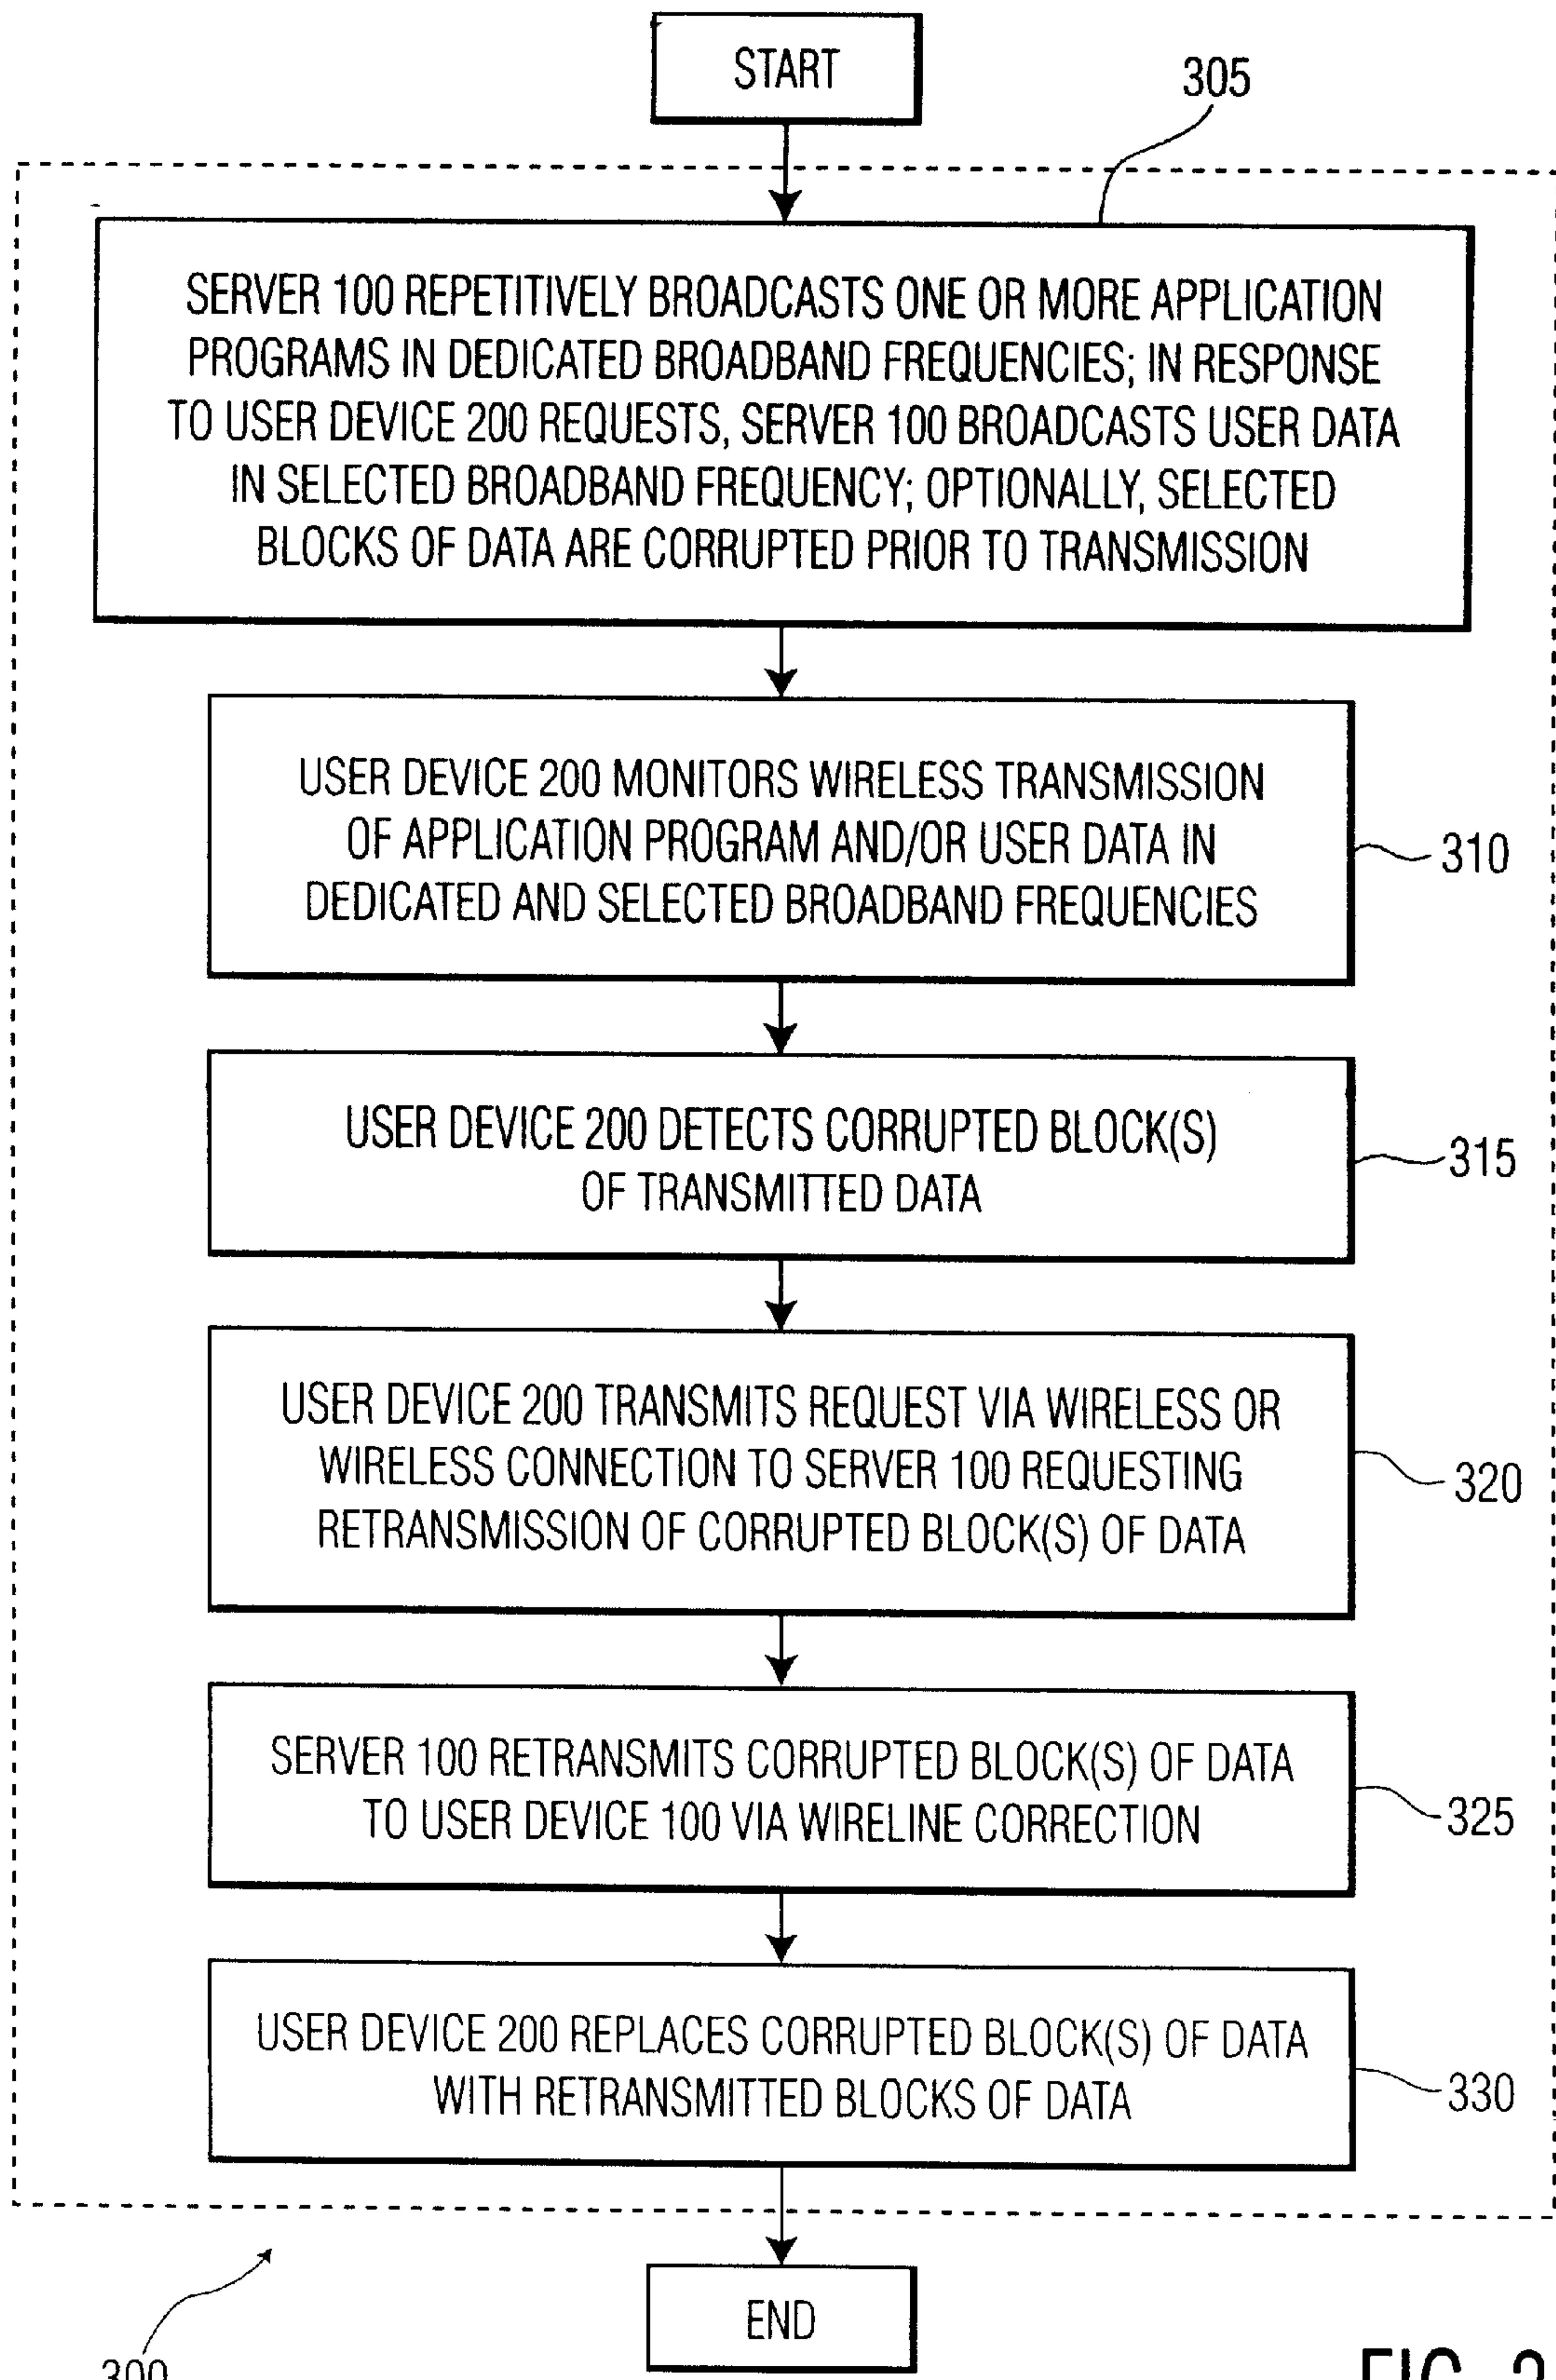 START
305
SERVER 100 REPETITIVELY BROADCASTS ONE OR MORE APPLICATION
PROGRAMS IN DEDICATED BROADBAND FREQUENCIES; IN RESPONSE
TO USER DEVICE 200 REQUESTS, SERVER 100 BROADCASTS USER DATA
IN SELECTED BROADBAND FREQUENCY; OPTIONALLY, SELECTED
BLOCKS OF DATA ARE CORRUPTED PRIOR TO TRANSMISSION
USER DEVICE 200 MONITORS WIRELESS TRANSMISSION
OF APPLICATION PROGRAM AND/OR USER DATA IN
DEDICATED AND SELECTED BROADBAND FREQUENCIES
310
USER DEVICE 200 DETECTS CORRUPTED BLOCK(S)
OF TRANSMITTED DATA
315
USER DEVICE 200 TRANSMITS REQUEST VIA WIRELESS OR
WIRELESS CONNECTION TO SERVER 100 REQUESTING
RETRANSMISSION OF CORRUPTED BLOCK(S) OF DATA
320
SERVER 100 RETRANSMITS CORRUPTED BLOCK(S) OF DATA
TO USER DEVICE 100 VIA WIRELINE CORRECTION
325
USER DEVICE 200 REPLACES CORRUPTED BLOCK(S) OF DATA
WITH RETRANSMITTED BLOCKS OF DATA
330
END
300
FIG.